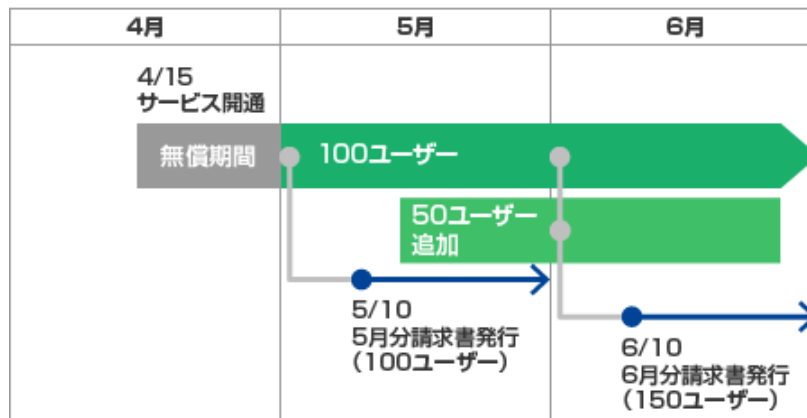 4月
5月
6月
4/15
サービス開通
無償期間
100ユーザー
50ユーザー
追加
5/10
5月分請求書発行
（100ユーザー）
6/10
6月分請求書発行
（150ユーザー）